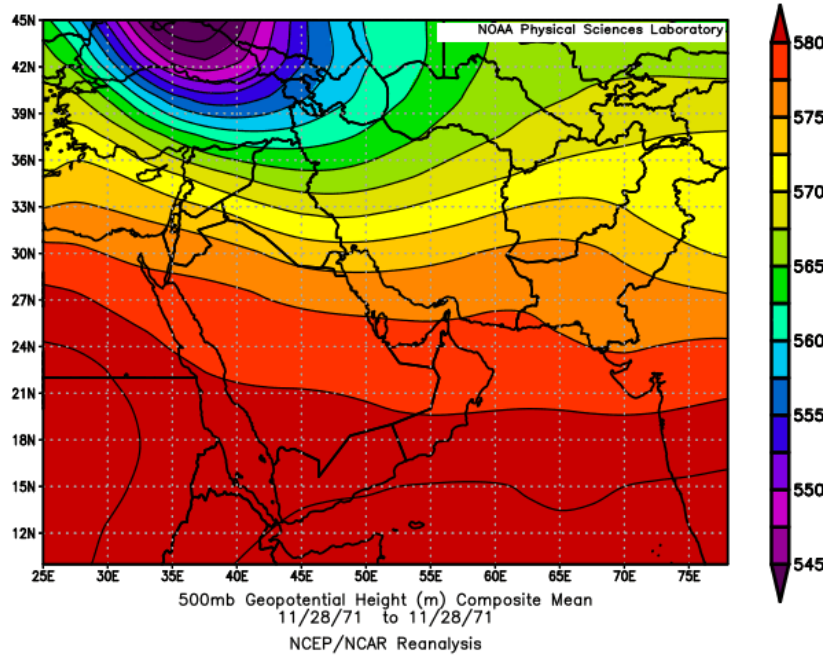 NOAA Physical Sciences Laboratory
45N
42N
39N
36N
33N
30N
27N
24N
21N
18N
15N
12N
25E 30E 35E 40E 45E 50E 55E 60E 65E 70E 75E
580
570
565
555
550
545
500mb Geopotential Height (m) Composite Mean
11/28/71 to 11/28/71
NCEP/NCAR Reanalysis